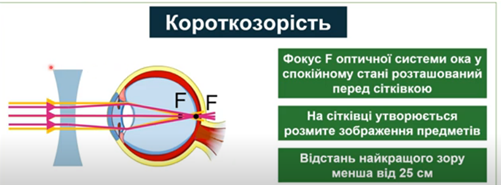 Короткозорість
F F
Фокус F оптичної системи ока у
спокійному стані розташований
перед сітківкою
На сітківці утворюється
розмите зображення предметів
Відстань найкращого зору
менша від 25 см